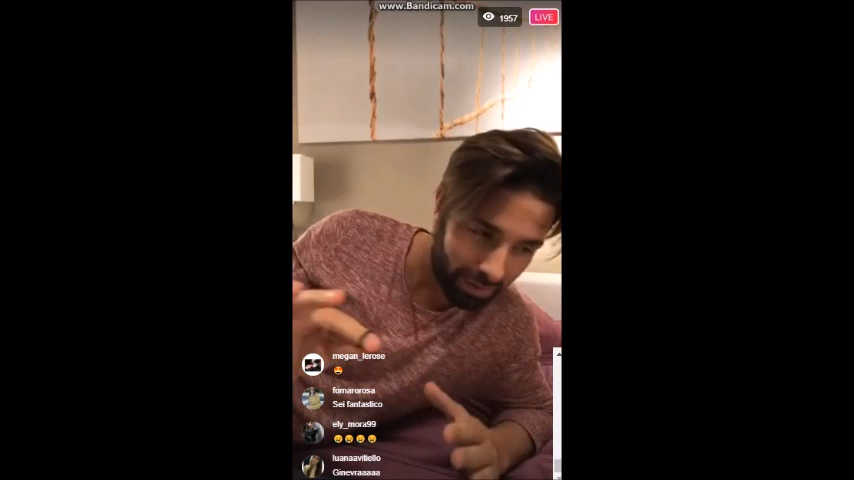 www.Bandicam.com
1957
LIVE
megan_lerose
fornarorosa
Sei fantastico
ely_mora99
luanaavitiello
Ginevraaaaa